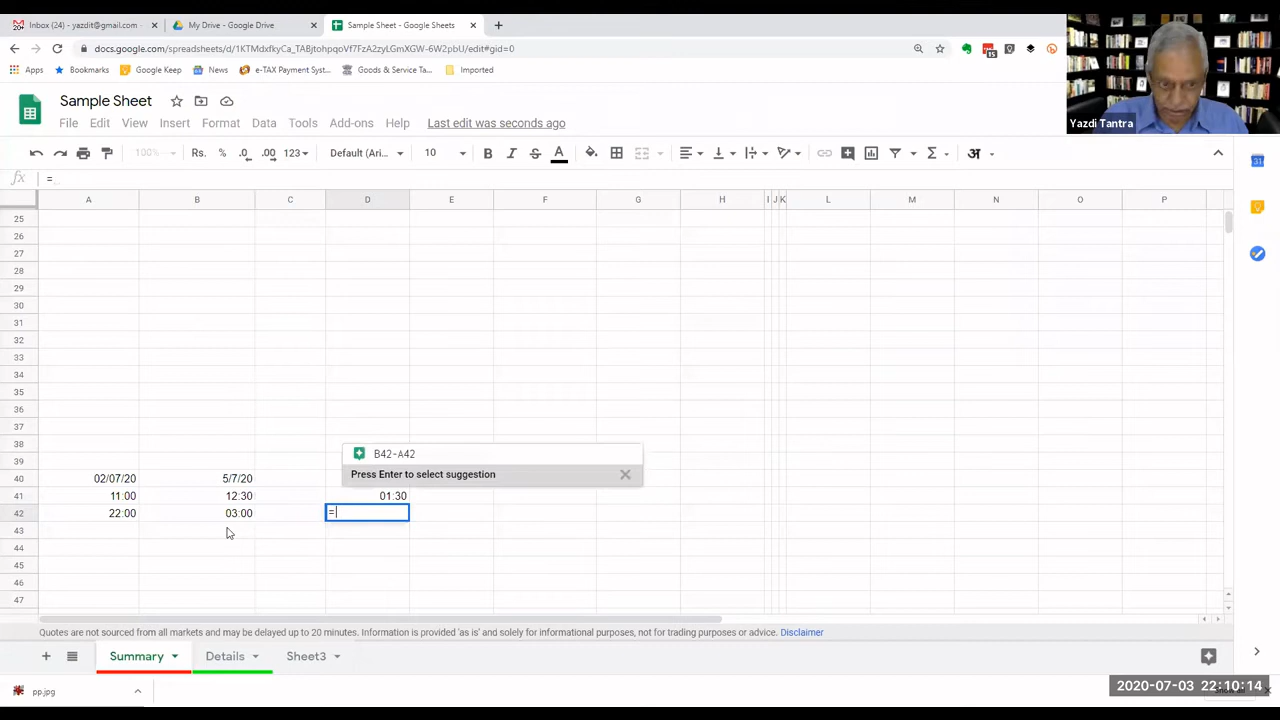 Inbox (24) - yazdit@gmail.com
My Drive - Google Drive
Sample Sheet - Google Sheets
docs.google.com/spreadsheets/d/1KTMdxfkyCa_TABjtohpqoVf7FzA2zyLGmXGW-6W2pbU/edit#gid=0
15
Apps
Bookmarks
Google Keep
News
e-TAX Payment Syst...
Goods & Service Ta...
Imported
Sample Sheet
Yazdi Tantra
File Edit View Insert Format Data Tools Add-ons Help Last edit was seconds ago
100% Rs. % .0 .00 123 Default (Ari... 10 B I S A Σ अ
31
fx =
A B C D E F G H I J K L M N O P
25
26
27
28
29
30
31
32
33
34
35
36
37
38
B42-A42
39
Press Enter to select suggestion
40 02/07/20 5/7/20
41 11:00 12:30 01:30
42 22:00 03:00 =
43
44
45
46
47
Quotes are not sourced from all markets and may be delayed up to 20 minutes. Information is provided 'as is' and solely for informational purposes, not for trading purposes or advice. Disclaimer
Summary Details Sheet3
pp.jpg
2020-07-03 22:10:14